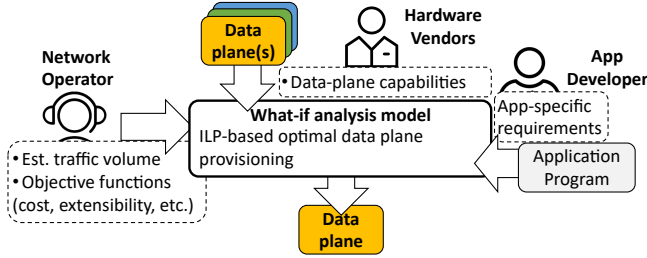 Data
plane(s)
Hardware
Vendors
• Data-plane capabilities
Network
Operator
App
Developer
App-specific
requirements
What-if analysis model
ILP-based optimal data plane
provisioning
• Est. traffic volume
• Objective functions
(cost, extensibility, etc.)
Application
Program
Data
plane